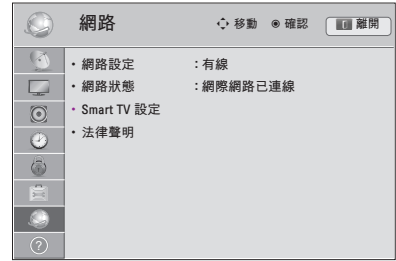 網路 移動 確認 離開
・網路設定 ：有線
・網路狀態 ：網際網路已連線
・Smart TV 設定
・法律聲明